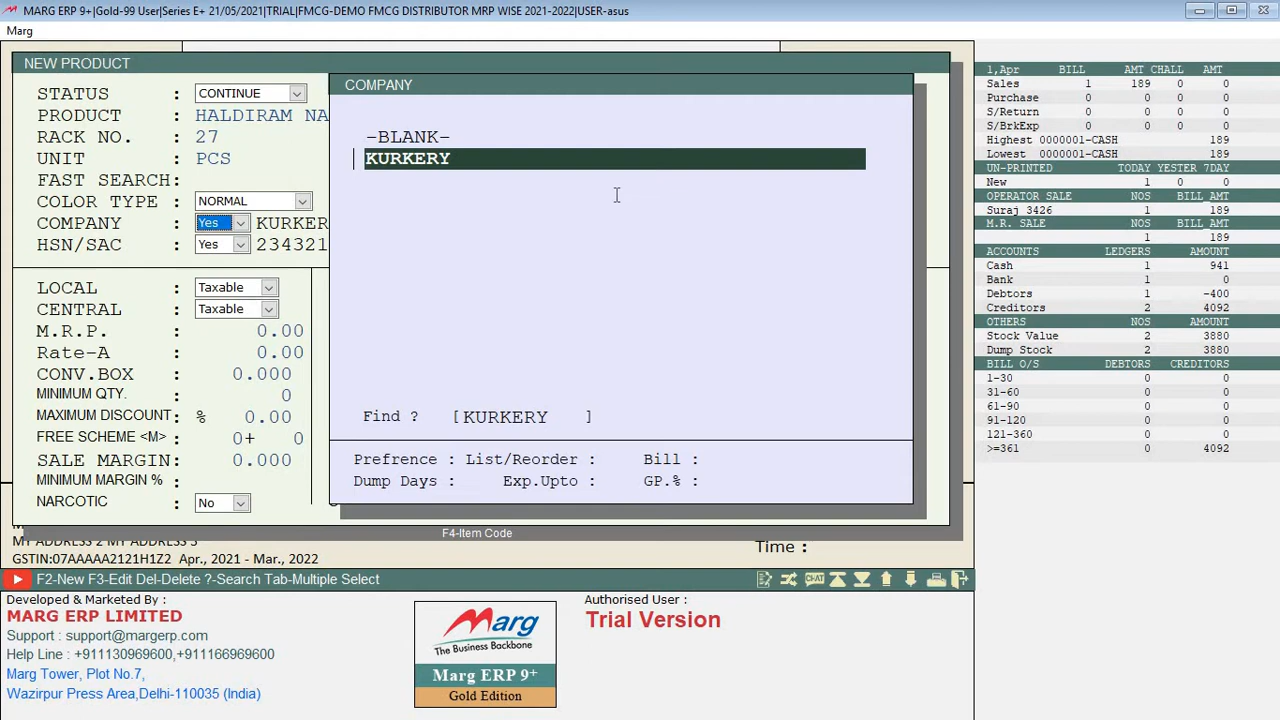 MARG ERP 9+|Gold-99 User|Series E+ 21/05/2021|TRIAL|FMCG-DEMO FMCG DISTRIBUTOR MRP WISE 2021-2022|USER-asus
Marg
NEW PRODUCT
STATUS : CONTINUE
PRODUCT : HALDIRAM NA
RACK NO. : 27
UNIT : PCS
FAST SEARCH:
COLOR TYPE : NORMAL
COMPANY : Yes KURKER
HSN/SAC : Yes 234321
LOCAL : Taxable
CENTRAL : Taxable
M.R.P. : 0.00
Rate-A : 0.00
CONV.BOX : 0.000
MINIMUM QTY. : 0
MAXIMUM DISCOUNT : % 0.00
FREE SCHEME <M> : 0+ 0
SALE MARGIN: 0.000
MINIMUM MARGIN % :
NARCOTIC : No
COMPANY
-BLANK-
KURKERY
Find ? [KURKERY ]
Prefrence : List/Reorder : Bill :
Dump Days : Exp.Upto : GP.% :
F4-Item Code
GSTIN:07AAAAA2121H1Z2 Apr., 2021 - Mar., 2022
Time :
F2-New F3-Edit Del-Delete ?-Search Tab-Multiple Select
CHAT
1,Apr BILL AMT CHALL AMT
Sales 1 189 0 0
Purchase 0 0 0 0
S/Return 0 0 0 0
S/BrkExp 0 0 0 0
Highest 0000001-CASH 189
Lowest 0000001-CASH 189
UN-PRINTED TODAY YESTER 7DAY
New 1 0 0
OPERATOR SALE NOS BILL_AMT
Suraj 3426 1 189
M.R. SALE NOS BILL_AMT
1 189
ACCOUNTS LEDGERS AMOUNT
Cash 1 941
Bank 1 0
Debtors 1 -400
Creditors 2 4092
OTHERS NOS AMOUNT
Stock Value 2 3880
Dump Stock 2 3880
BILL O/S DEBTORS CREDITORS
1-30 0 0
31-60 0 0
61-90 0 0
91-120 0 0
121-360 0 0
>=361 0 4092
Developed & Marketed By :
MARG ERP LIMITED
Support : support@margerp.com
Help Line : +911130969600,+911166969600
Marg Tower, Plot No.7,
Wazirpur Press Area,Delhi-110035 (India)
Marg
The Business Backbone
Marg ERP 9+
Gold Edition
Authorised User :
Trial Version